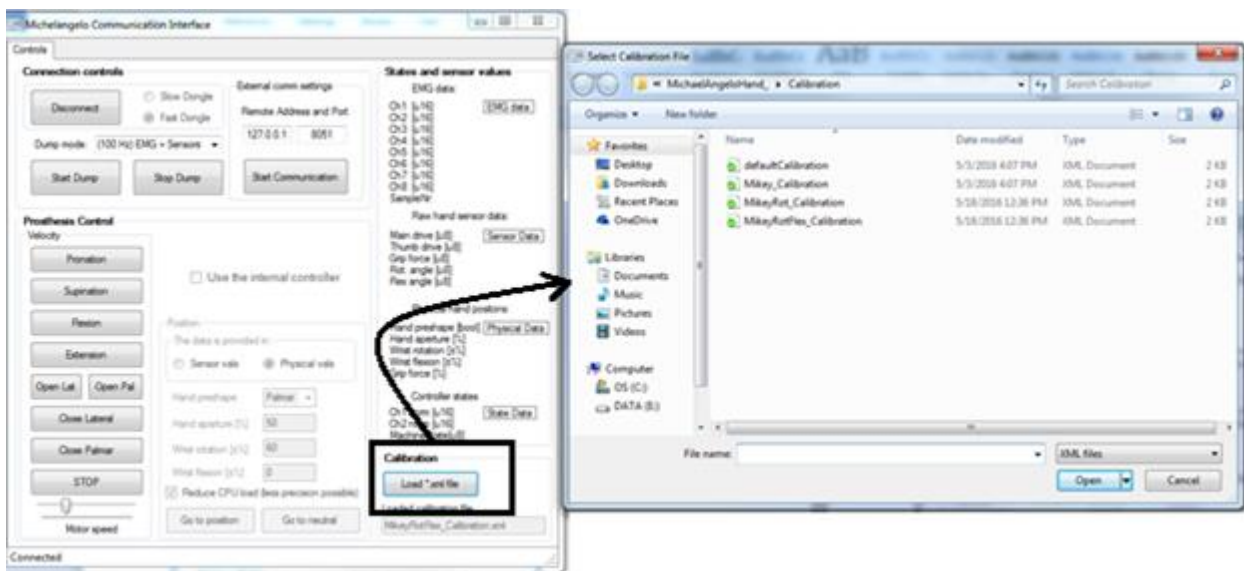 Michelangelo Communication Interface
Controls
Connection controls
Disconnect
Slow Dongle
Fast Dongle
External comm settings
Remote Address and Port
127.0.0.1 8051
Dump mode: (100 Hz) EMG + Sensors
Start Dump
Stop Dump
Start Communication
Prosthesis Control
Velocity
Pronation
Supination
Flexion
Extension
Open Lat
Open Pal
Close Lateral
Close Palmar
STOP
Motor speed
Use the internal controller
Position
The data is provided in:
Sensor vals
Physical vals
Hand preshape
Palmar
Hand aperture [%]
50
Wrist rotation [±%]
60
Wrist flexion [±%]
0
Reduce CPU load (less precision possible)
Go to position
Go to neutral
States and sensor values
EMG data:
Ch1 [u16]
EMG data
Ch2 [u16]
Ch3 [u16]
Ch4 [u16]
Ch5 [u16]
Ch6 [u16]
Ch7 [u16]
Ch8 [u16]
SampleNr
Raw hand sensor data:
Main drive [u8]
Sensor Data
Thumb drive [u8]
Grip force [u8]
Rot. angle [u8]
Flex angle [u8]
hand positions
Hand preshape [bool]
Physical Data
Hand aperture [%]
Wrist rotation [±%]
Wrist flexion [±%]
Grip force [%]
Controller states
State Data
Calibration
Load *.xml file
Loaded calibration file
MikeyRotFlex_Calibration.xml
Connected
Select Calibration File
« MichaelAngeloHand_ ▸ Calibration
Search Calibration
Organize
New folder
Favorites
Desktop
Downloads
Recent Places
OneDrive
Libraries
Documents
Music
Pictures
Videos
Computer
OS (C:)
DATA (E:)
Name Date modified Type Size
defaultCalibration 5/3/2016 4:07 PM XML Document 2 KB
Mikey_Calibration 5/3/2016 4:07 PM XML Document 2 KB
MikeyRot_Calibration 5/18/2016 12:36 PM XML Document 2 KB
MikeyRotFlex_Calibration 5/18/2016 12:36 PM XML Document 2 KB
File name:
XML files
Open
Cancel